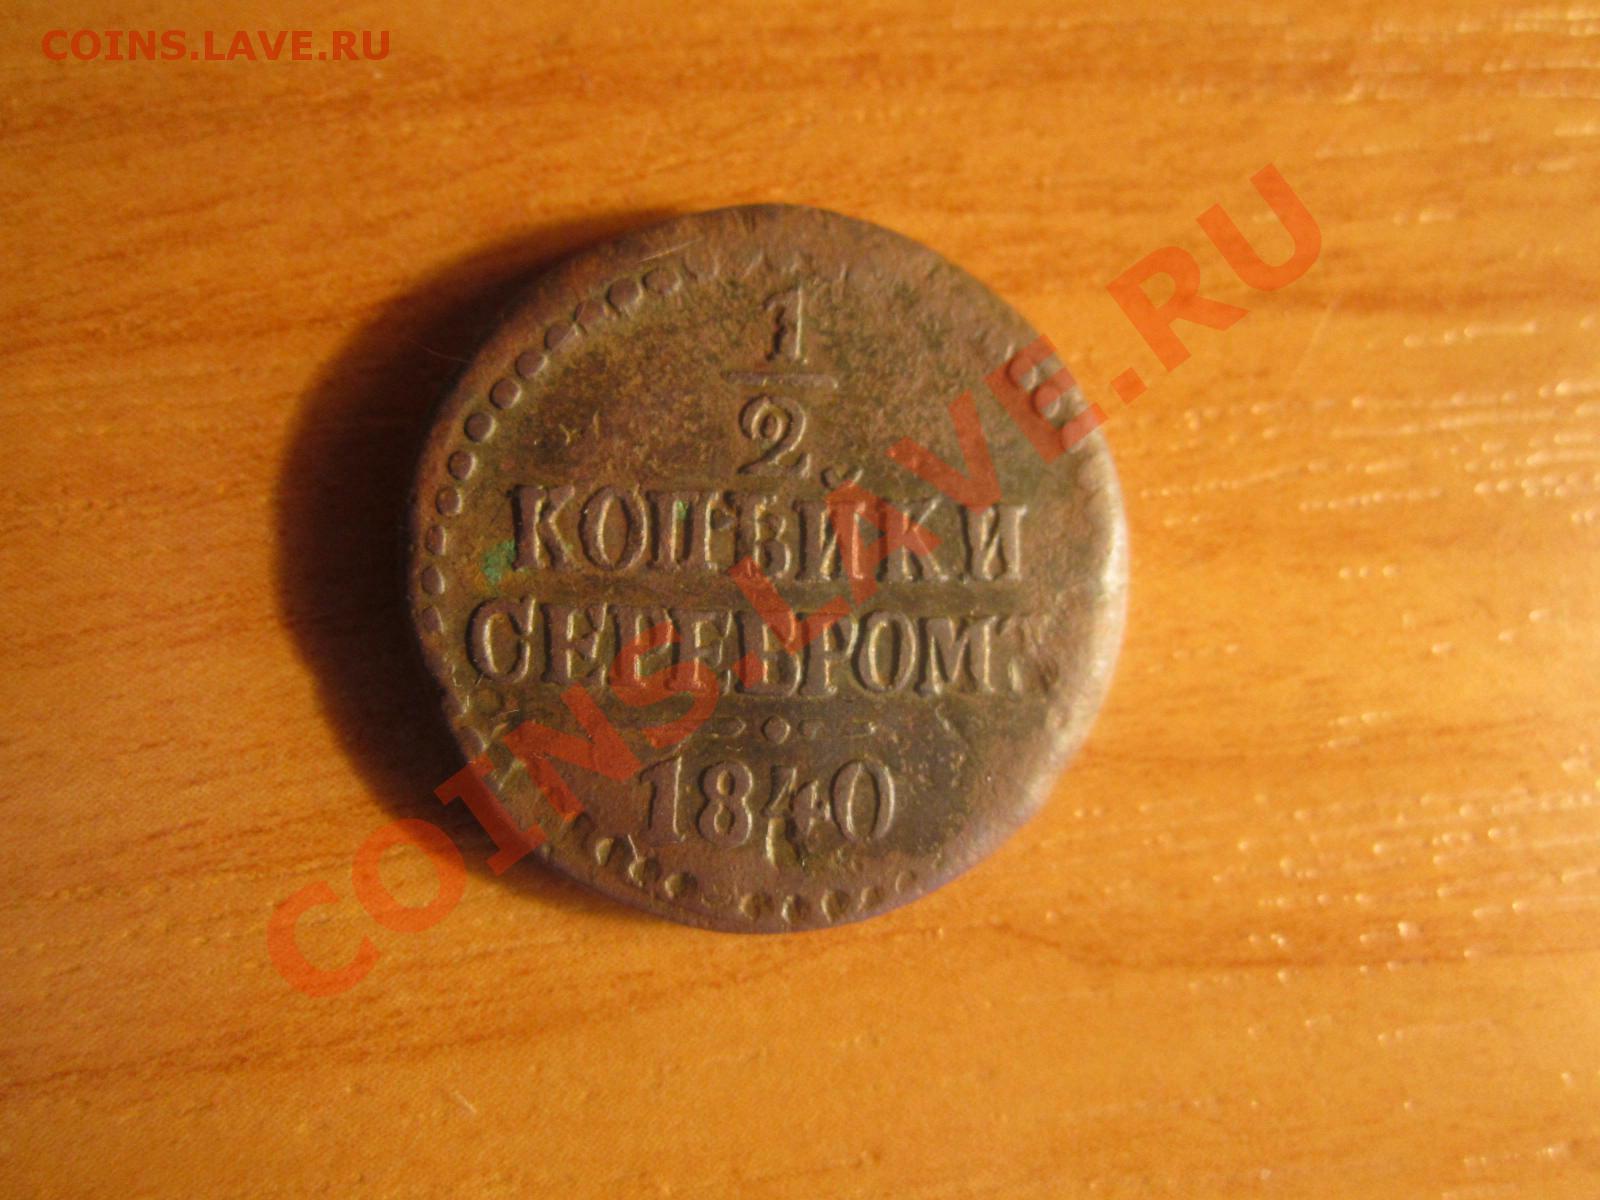 COINS.LAVE.RU
1
2
КОПѢЙКИ
СЕРЕБРОМЪ
1840
COINS.LAVE.RU